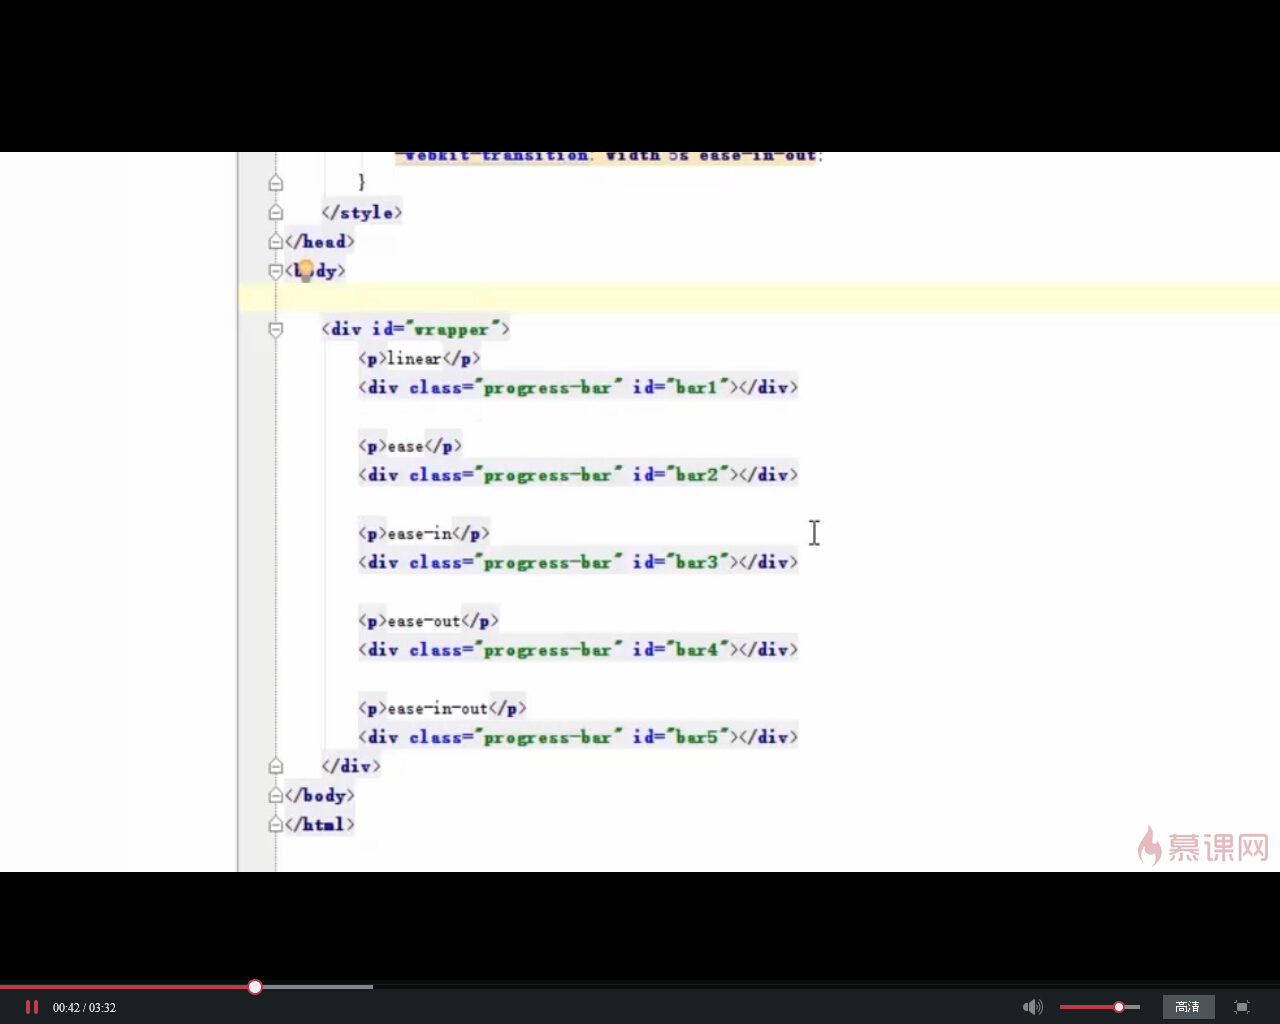 -webkit-transition: width 5s ease-in-out;
}
</style>
</head>
<body>
<div id="wrapper">
<p>linear</p>
<div class="progress-bar" id="bar1"></div>
<p>ease</p>
<div class="progress-bar" id="bar2"></div>
<p>ease-in</p>
<div class="progress-bar" id="bar3"></div>
<p>ease-out</p>
<div class="progress-bar" id="bar4"></div>
<p>ease-in-out</p>
<div class="progress-bar" id="bar5"></div>
</div>
</body>
</html>
慕课网
00:42 / 03:32
高清